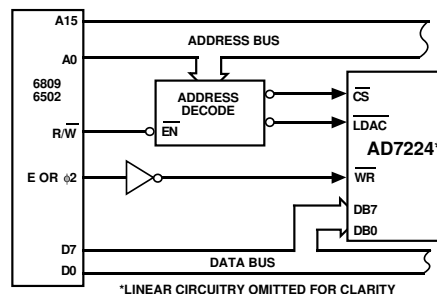 A15
ADDRESS BUS
A0
6809
6502
ADDRESS
DECODE
CS
R/W
EN
LDAC
AD7224*
E OR ϕ2
WR
DB7
DB0
D7
DATA BUS
D0
*LINEAR CIRCUITRY OMITTED FOR CLARITY